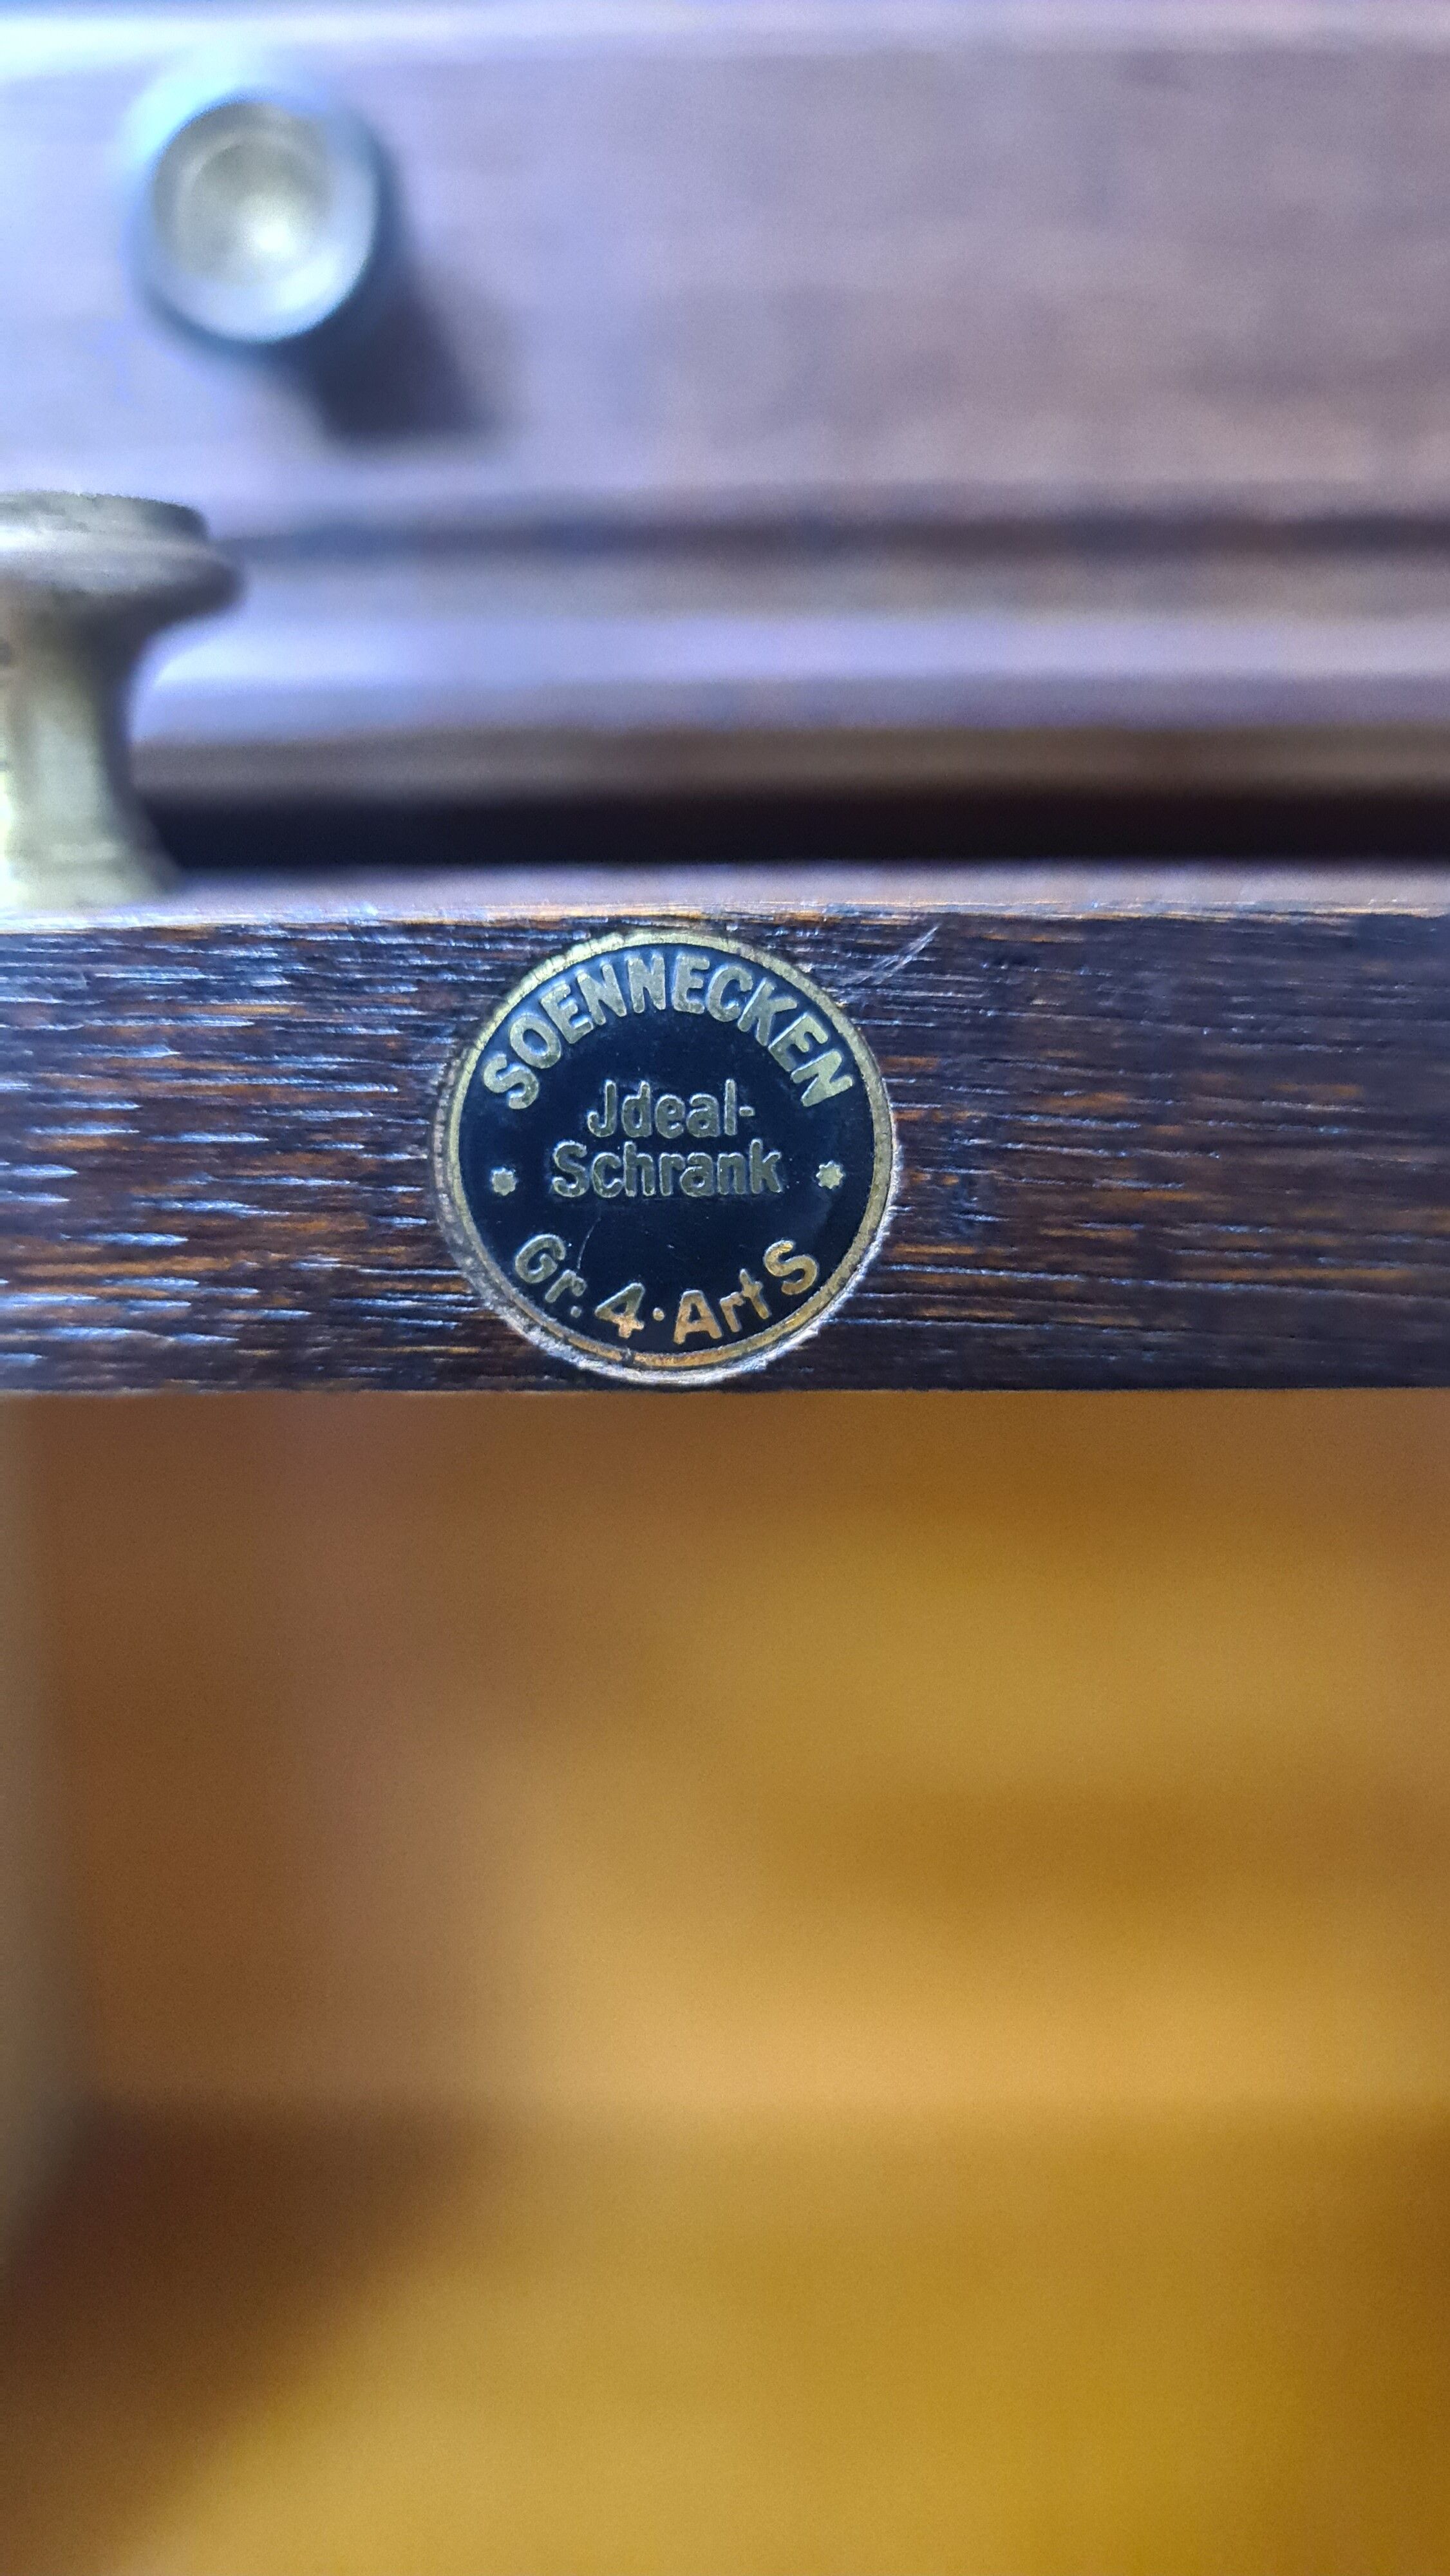 SOENNECKEN
Jdeal-
Schrank
Gr. 4 · Art S